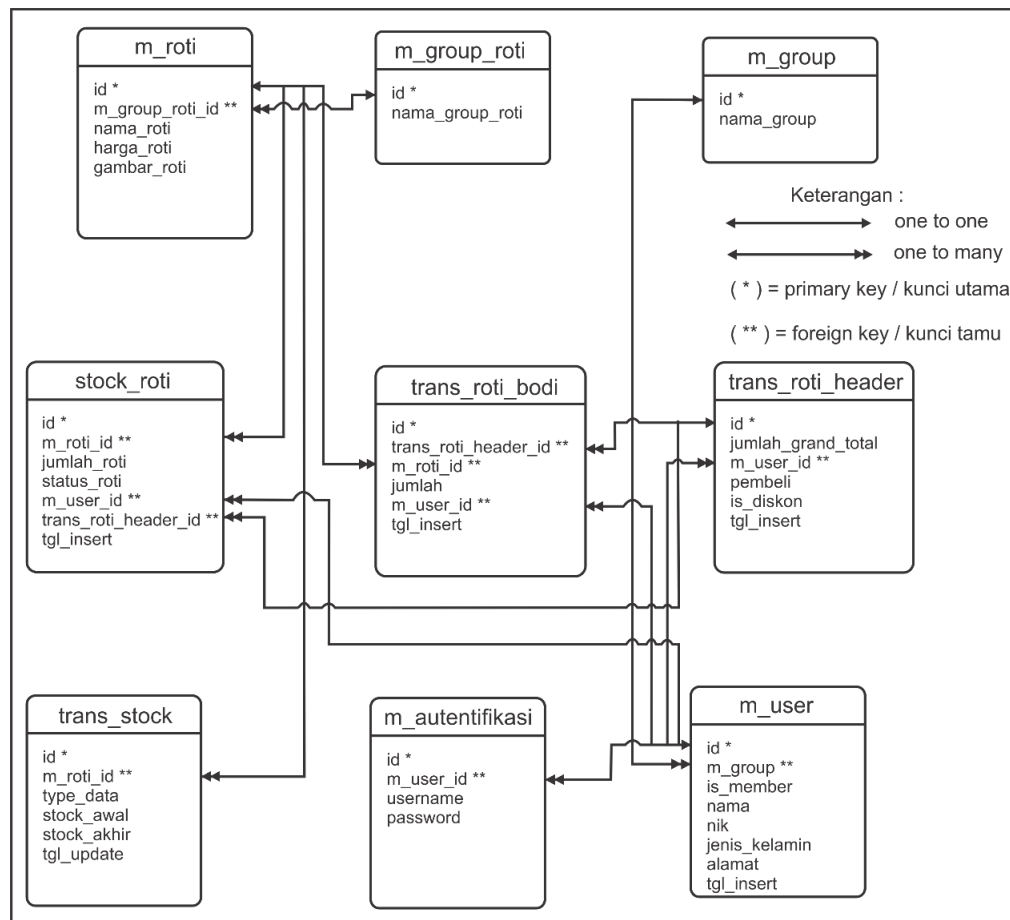 m_roti
id *
m_group_roti_id **
nama_roti
harga_roti
gambar_roti
m_group_roti
id *
nama_group_roti
m_group
id *
nama_group
Keterangan :
one to one
one to many
( * ) = primary key / kunci utama
( ** ) = foreign key / kunci tamu
stock_roti
id *
m_roti_id **
jumlah_roti
status_roti
m_user_id **
trans_roti_header_id **
tgl_insert
trans_roti_bodi
id *
trans_roti_header_id **
m_roti_id **
jumlah
m_user_id **
tgl_insert
trans_roti_header
id *
jumlah_grand_total
m_user_id **
pembeli
is_diskon
tgl_insert
trans_stock
id *
m_roti_id **
type_data
stock_awal
stock_akhir
tgl_update
m_autentifikasi
id *
m_user_id **
username
password
m_user
id *
m_group **
is_member
nama
nik
jenis_kelamin
alamat
tgl_insert